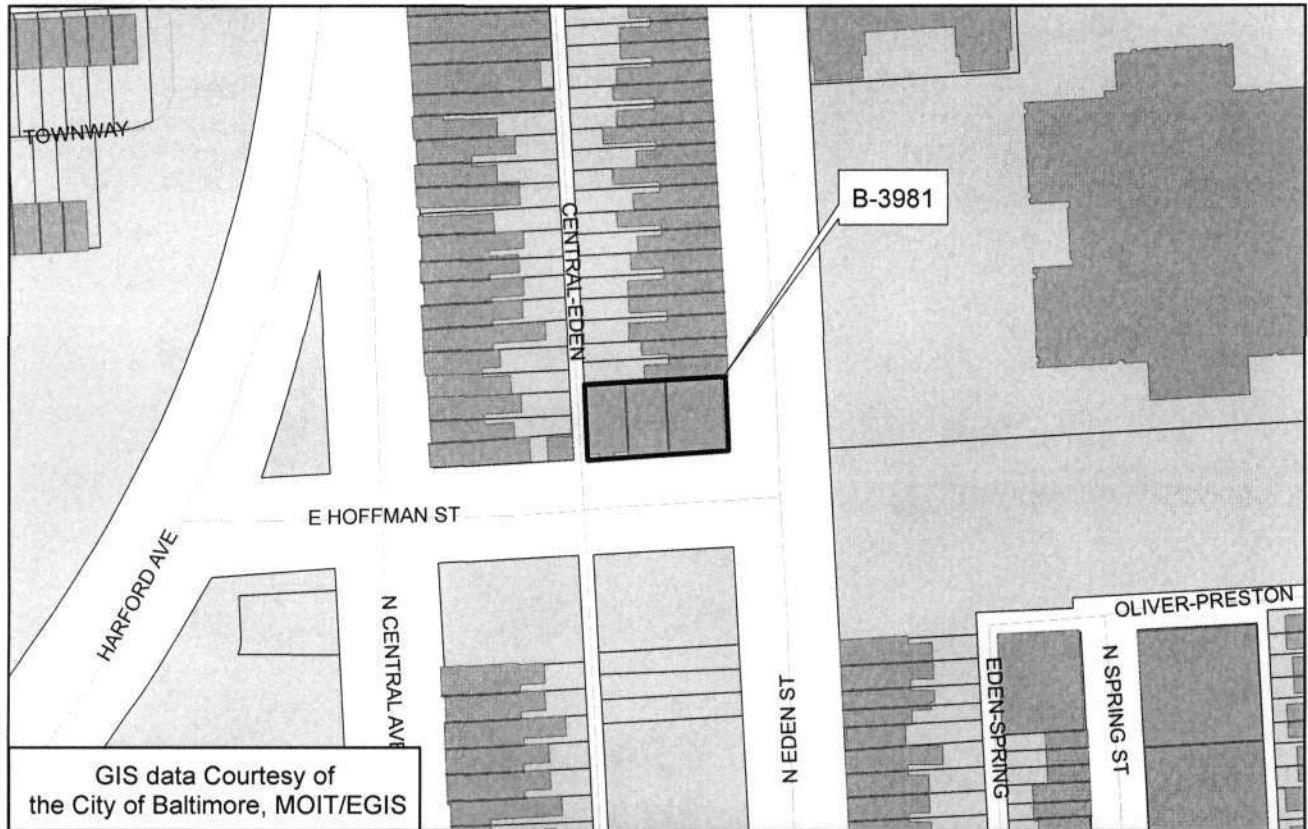 TOWNWAY
B-3981
CENTRAL-EDEN
E HOFFMAN ST
HARFORD AVE
N CENTRAL AVE
N EDEN ST
OLIVER-PRESTON
EDEN-SPRING
N SPRING ST
GIS data Courtesy of
the City of Baltimore, MOIT/EGIS